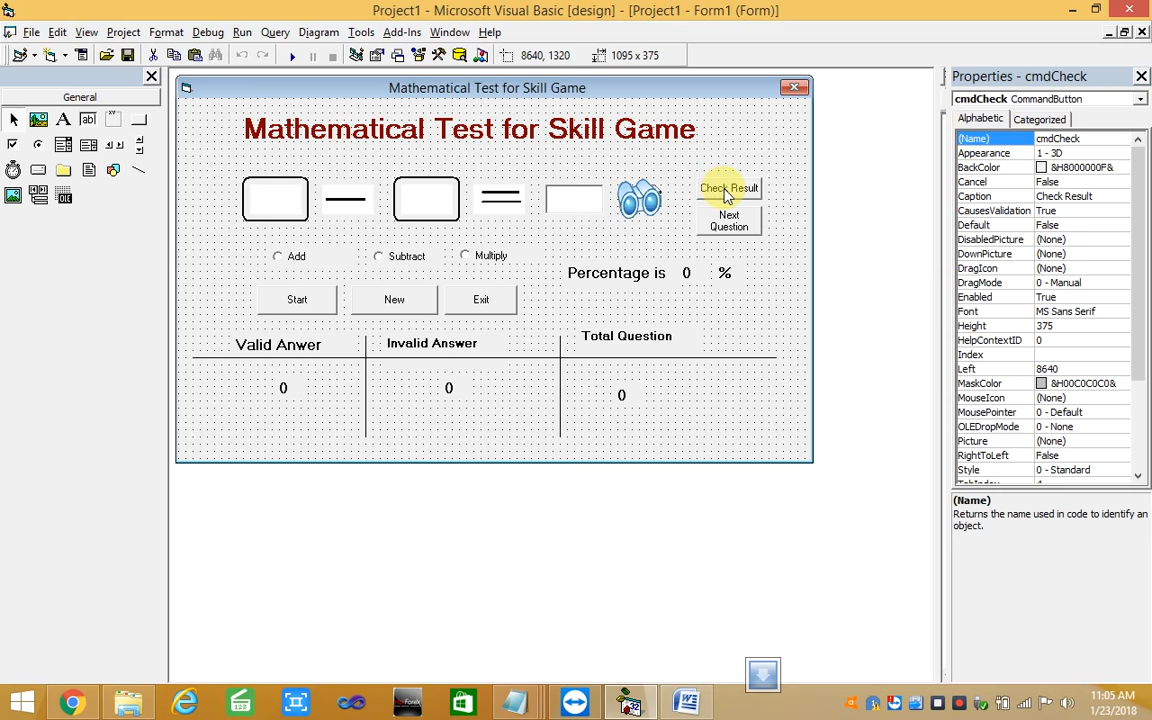 Project1 - Microsoft Visual Basic [design] - [Project1 - Form1 (Form)]
File Edit View Project Format Debug Run Query Diagram Tools Add-Ins Window Help
8640, 1320 1095 x 375
General
Mathematical Test for Skill Game
Mathematical Test for Skill Game
Check Result
Next
Question
Add Subtract Multiply
Percentage is 0 %
Start New Exit
Valid Anwer Invalid Answer Total Question
0 0 0
Properties - cmdCheck
cmdCheck CommandButton
Alphabetic Categorized
(Name) cmdCheck
Appearance 1 - 3D
BackColor &H8000000F&
Cancel False
Caption Check Result
CausesValidation True
Default False
DisabledPicture (None)
DownPicture (None)
DragIcon (None)
DragMode 0 - Manual
Enabled True
Font MS Sans Serif
Height 375
HelpContextID 0
Index
Left 8640
MaskColor &H00C0C0C0&
MouseIcon (None)
MousePointer 0 - Default
OLEDropMode 0 - None
Picture (None)
RightToLeft False
Style 0 - Standard
(Name)
Returns the name used in code to identify an
object.
11:05 AM
1/23/2018